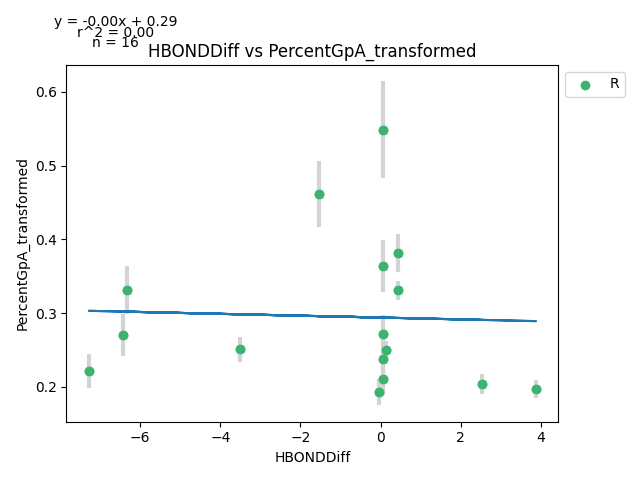 y = -0.00x + 0.29
r^2 = 0.00
n = 16
HBONDDiff vs PercentGpA_transformed
R
PercentGpA_transformed
0.6
0.5
0.4
0.3
0.2
−6
−4
−2
0
2
4
HBONDDiff